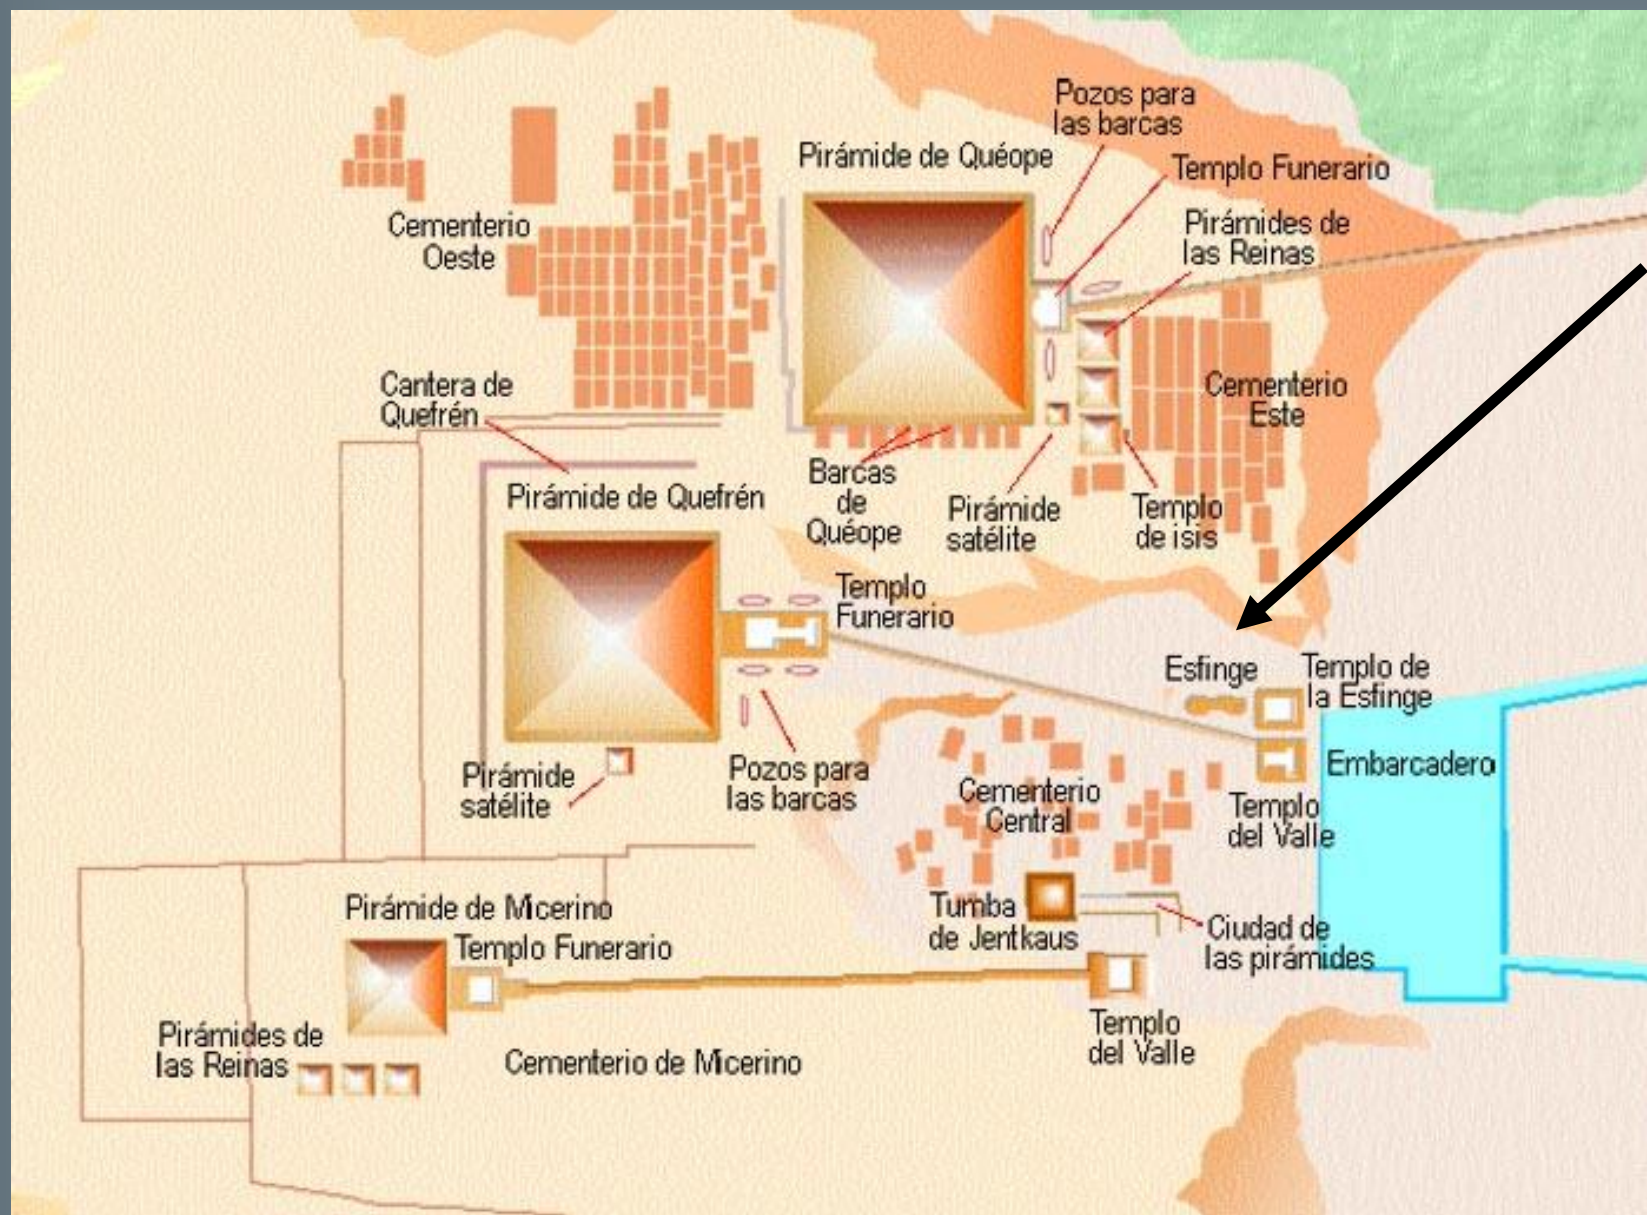 Pozos para
las barcas
Pirámide de Quéope
Templo Funerario
Pirámides de
las Reinas
Cementerio
Oeste
Cantera de
Quefrén
Cementerio
Este
Barcas
de
Quéope
Pirámide
satélite
Templo
de isis
Pirámide de Quefrén
Templo
Funerario
Esfinge
Templo de
la Esfinge
Embarcadero
Pirámide
satélite
Pozos para
las barcas
Cementerio
Central
Templo
del Valle
Tumba
de Jentkaus
Ciudad de
las pirámides
Pirámide de Micerino
Templo Funerario
Templo
del Valle
Pirámides de
las Reinas
Cementerio de Micerino